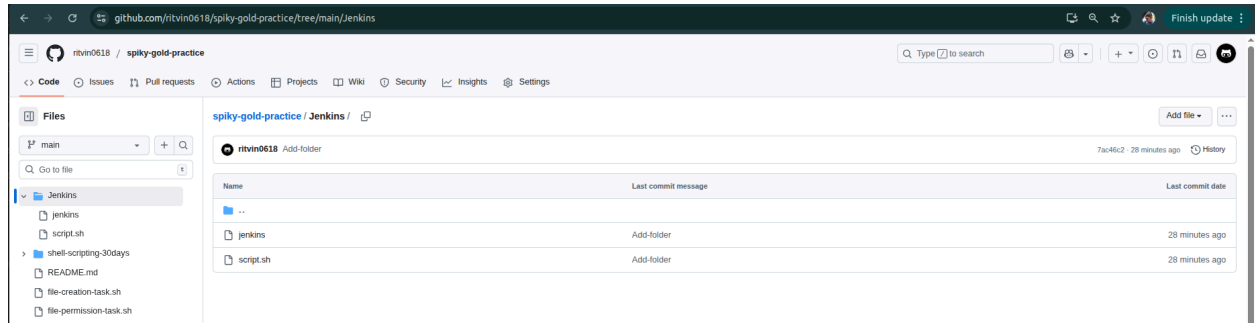 github.com/ritvin0618/spiky-gold-practice/tree/main/Jenkins
Finish update
ritvin0618 / spiky-gold-practice
Type / to search
Code Issues Pull requests Actions Projects Wiki Security Insights Settings
Files
main
Go to file t
Jenkins
jenkins
script.sh
shell-scripting-30days
README.md
file-creation-task.sh
file-permission-task.sh
spiky-gold-practice / Jenkins /
Add file
ritvin0618 Add-folder
7ac46c2 · 28 minutes ago History
Name Last commit message Last commit date
..
jenkins Add-folder 28 minutes ago
script.sh Add-folder 28 minutes ago